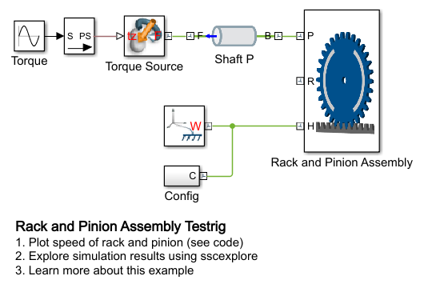 S PS
tz
F
B
P
Torque
Torque Source
Shaft P
R
W
H
C
Rack and Pinion Assembly
Config
Rack and Pinion Assembly Testrig
1. Plot speed of rack and pinion (see code)
2. Explore simulation results using sscexplore
3. Learn more about this example